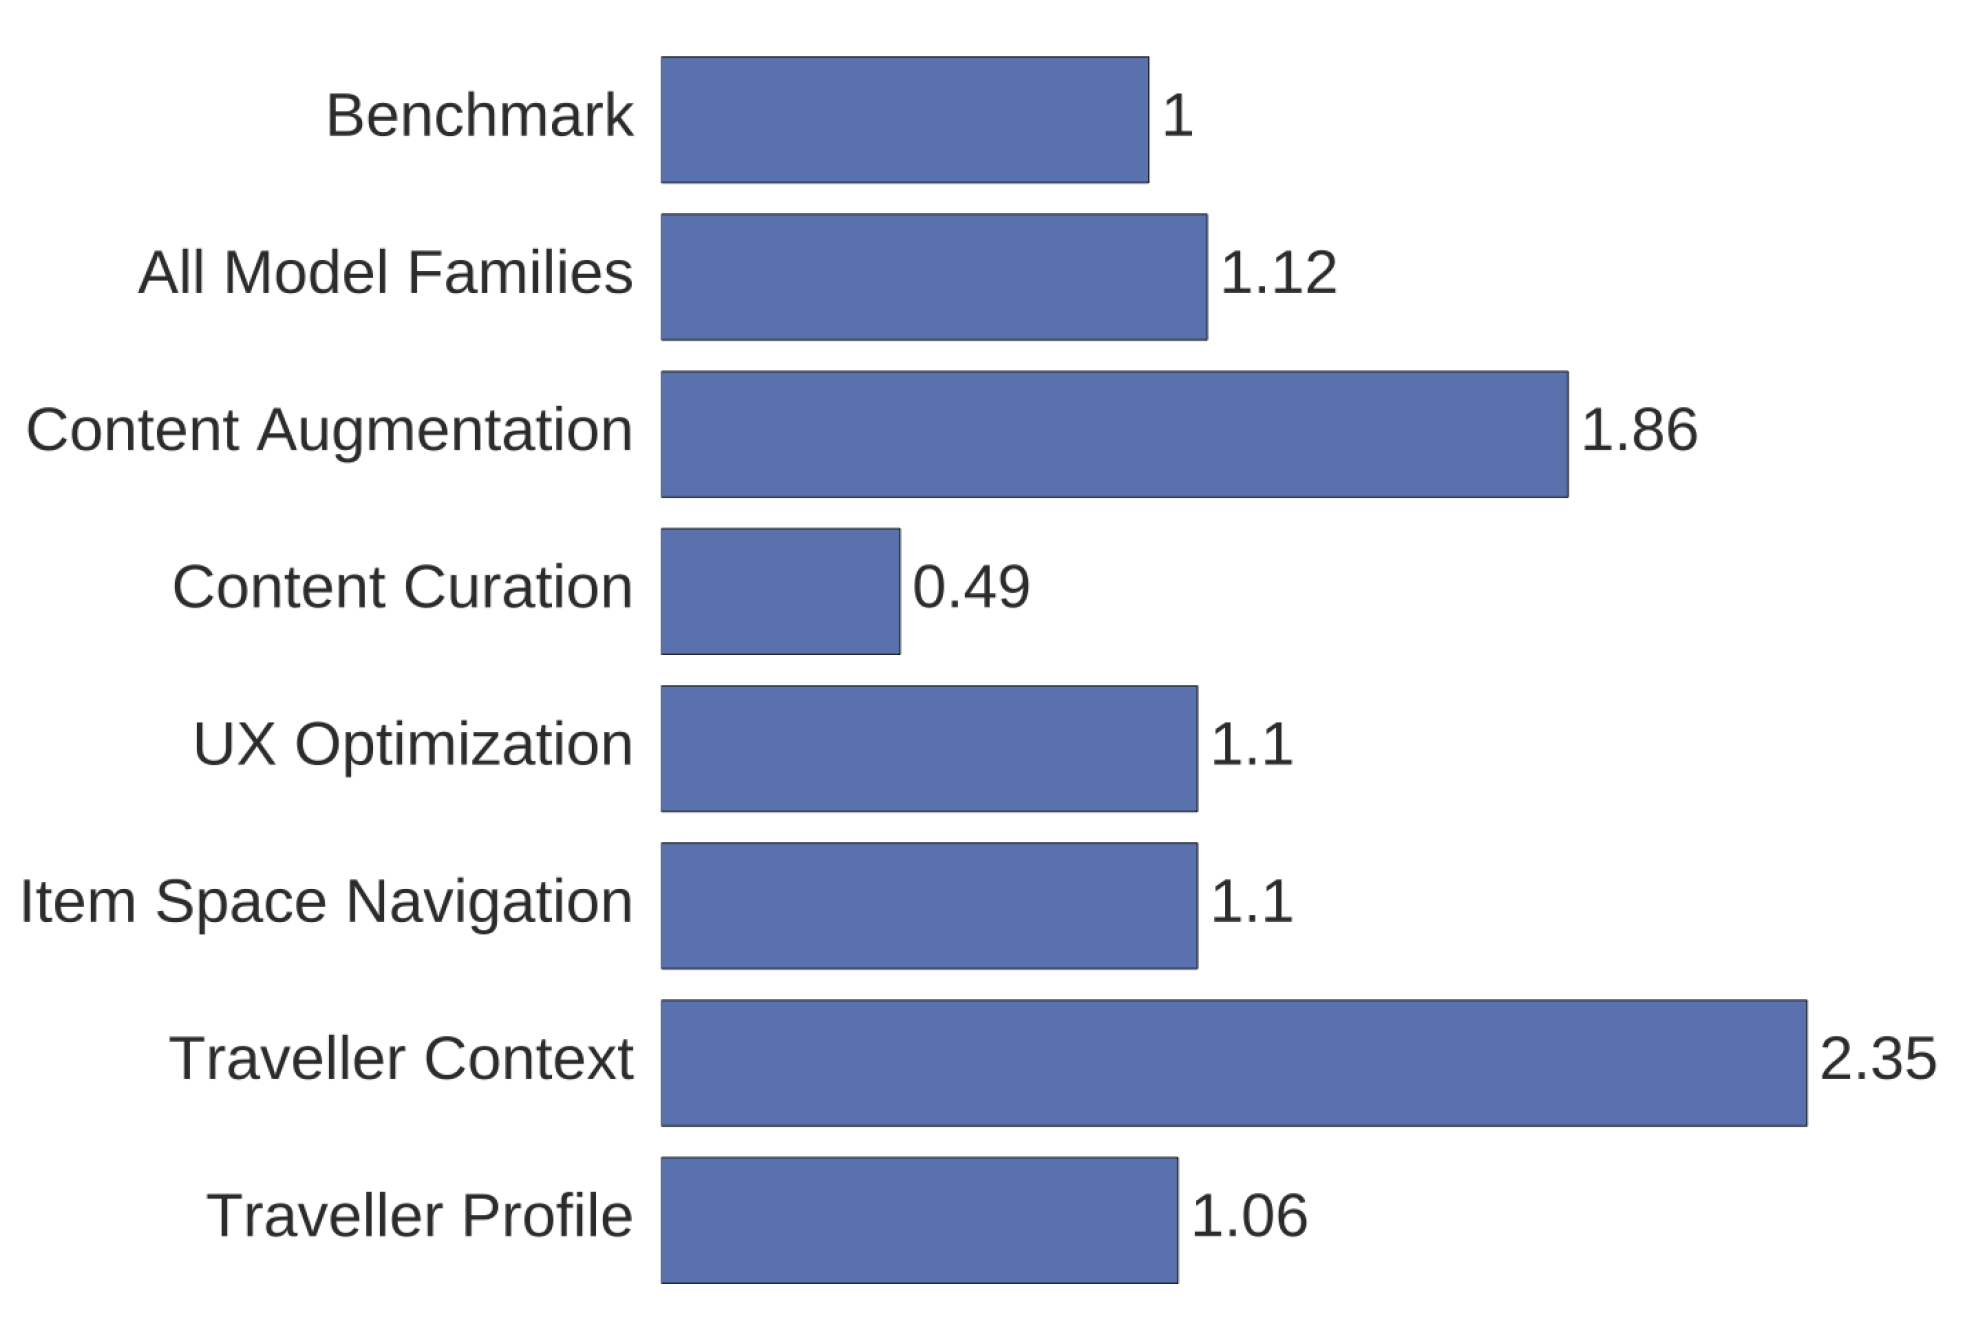 Benchmark 1
All Model Families 1.12
Content Augmentation 1.86
Content Curation 0.49
UX Optimization 1.1
Item Space Navigation 1.1
Traveller Context 2.35
Traveller Profile 1.06